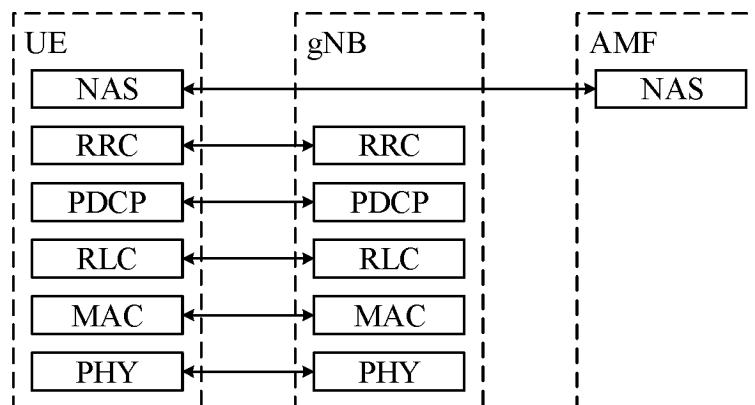 UE gNB AMF
NAS NAS
RRC RRC
PDCP PDCP
RLC RLC
MAC MAC
PHY PHY